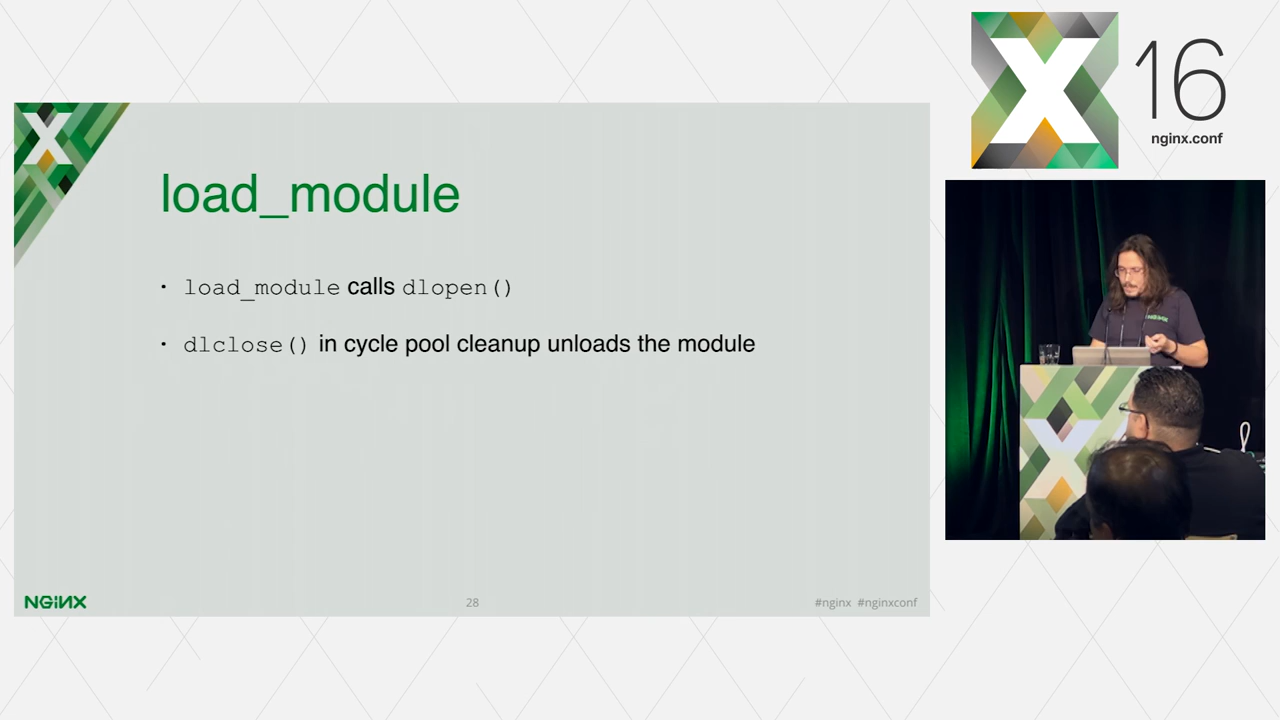 X
16
nginx.conf
X
load_module
· load_module calls dlopen()
· dlclose() in cycle pool cleanup unloads the module
NGINX
28
#nginx #nginxconf
NGINX
X